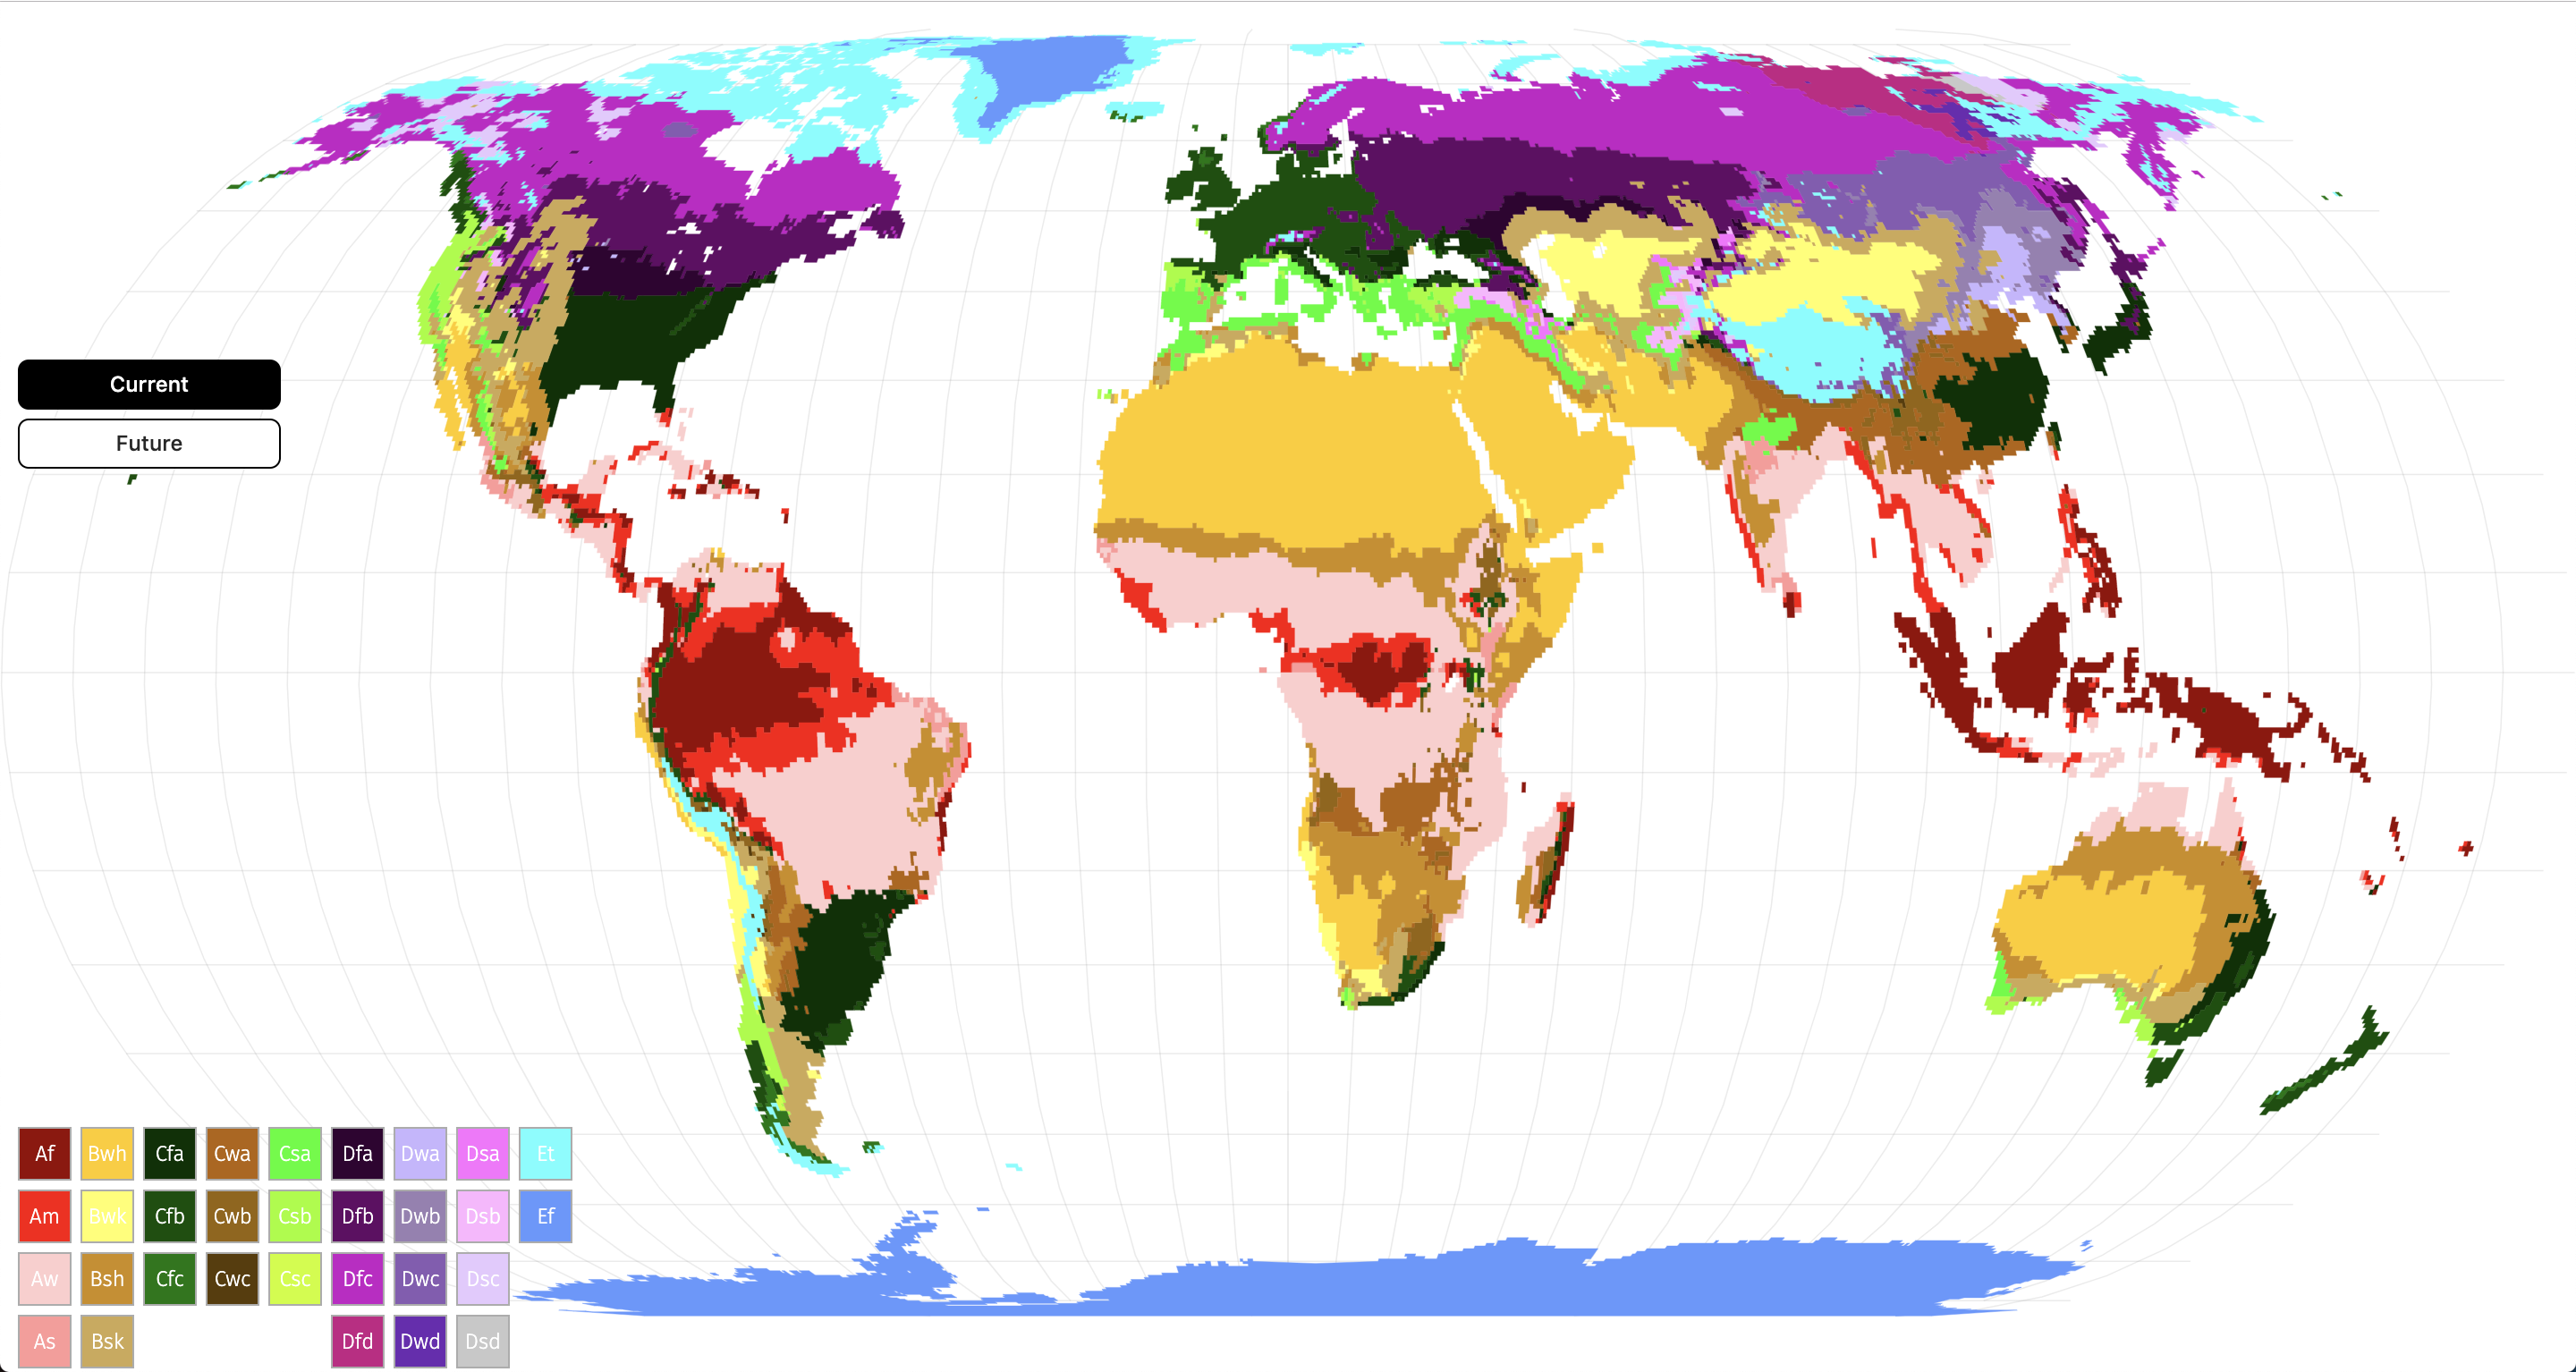 Current
Future
Af Bwh Cfa Cwa Csa Dfa Dwa Dsa Et
Am Bwk Cfb Cwb Csb Dfb Dwb Dsb Ef
Aw Bsh Cfc Cwc Csc Dfc Dwc Dsc
As Bsk Dfd Dwd Dsd